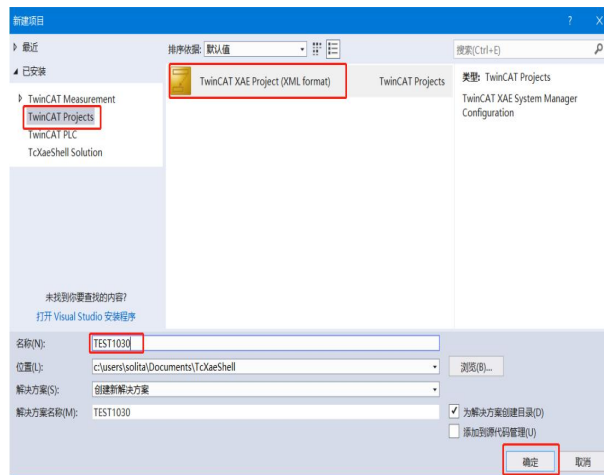 新建项目
? X
最近
排序依据: 默认值
搜索(Ctrl+E)
已安装
TwinCAT XAE Project (XML format)
TwinCAT Projects
类型: TwinCAT Projects
TwinCAT Measurement
TwinCAT XAE System Manager
Configuration
TwinCAT Projects
TwinCAT PLC
TcXaeShell Solution
未找到你要查找的内容?
打开 Visual Studio 安装程序
名称(N): TEST1030
位置(L): c:\users\solita\Documents\TcXaeShell
浏览(B)...
解决方案(S): 创建新解决方案
解决方案名称(M): TEST1030
为解决方案创建目录(D)
添加到源代码管理(U)
确定
取消